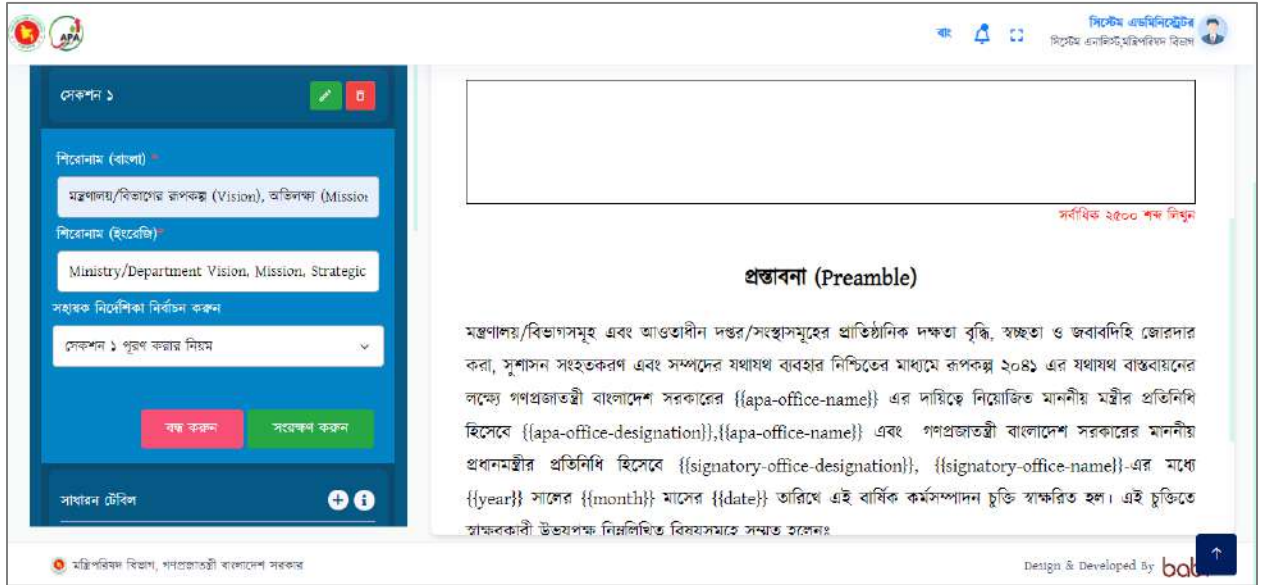 APA
বাং
সিস্টেম এডমিনিস্ট্রেটর
সিস্টেম এনালিস্ট,মন্ত্রিপরিষদ বিভাগ
সেকশন ১
শিরোনাম (বাংলা) *
মন্ত্রণালয়/বিভাগের রূপকল্প (Vision), অভিলক্ষ্য (Mission
শিরোনাম (ইংরেজি)*
Ministry/Department Vision, Mission, Strategic
সহায়ক নির্দেশিকা নির্বাচন করুন
সেকশন ১ পূরণ করার নিয়ম
বন্ধ করুন
সংরক্ষণ করুন
সাধারন টেবিল
সর্বাধিক ২৫০০ শব্দ লিখুন
প্রস্তাবনা (Preamble)
মন্ত্রণালয়/বিভাগসমূহ এবং আওতাধীন দপ্তর/সংস্থাসমূহের প্রাতিষ্ঠানিক দক্ষতা বৃদ্ধি, স্বচ্ছতা ও জবাবদিহি জোরদার
করা, সুশাসন সংহতকরণ এবং সম্পদের যথাযথ ব্যবহার নিশ্চিতের মাধ্যমে রূপকল্প ২০৪১ এর যথাযথ বাস্তবায়নের
লক্ষ্যে গণপ্রজাতন্ত্রী বাংলাদেশ সরকারের {{apa-office-name}} এর দায়িত্বে নিয়োজিত মাননীয় মন্ত্রীর প্রতিনিধি
হিসেবে {{apa-office-designation}},{{apa-office-name}} এবং গণপ্রজাতন্ত্রী বাংলাদেশ সরকারের মাননীয়
প্রধানমন্ত্রীর প্রতিনিধি হিসেবে {{signatory-office-designation}}, {{signatory-office-name}}-এর মধ্যে
{{year}} সালের {{month}} মাসের {{date}} তারিখে এই বার্ষিক কর্মসম্পাদন চুক্তি স্বাক্ষরিত হল। এই চুক্তিতে
স্বাক্ষরকারী উভয়পক্ষ নিম্নলিখিত বিষয়সমূহে সম্মত হলেনঃ
মন্ত্রিপরিষদ বিভাগ, গণপ্রজাতন্ত্রী বাংলাদেশ সরকার
Design & Developed By